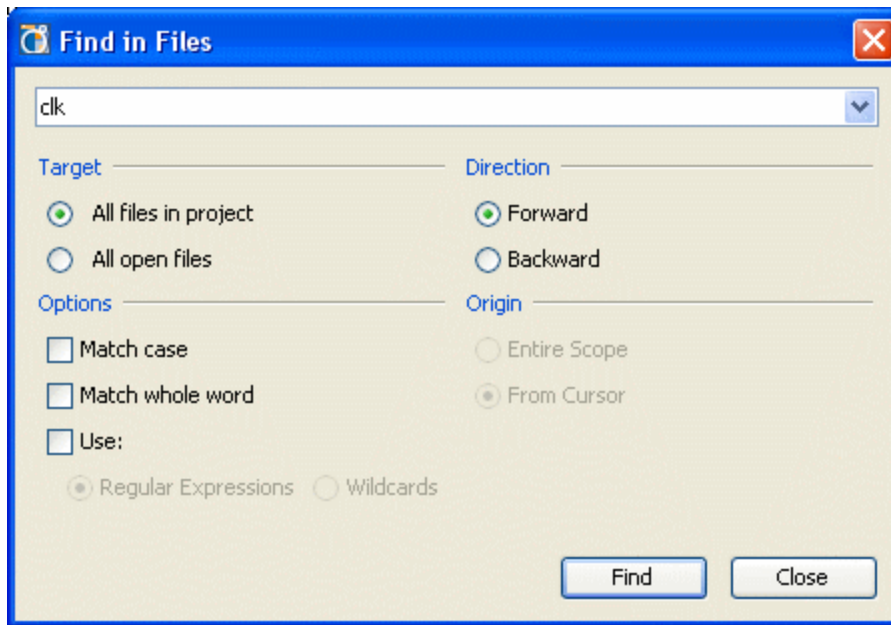 Find in Files
clk
Target
All files in project
All open files
Direction
Forward
Backward
Options
Match case
Match whole word
Use:
Regular Expressions Wildcards
Origin
Entire Scope
From Cursor
Find Close